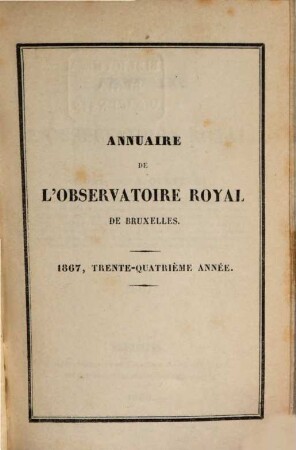 ANNUAIRE
DE
L'OBSERVATOIRE ROYAL
DE BRUXELLES.
1867, TRENTE-QUATRIÈME ANNÉE.